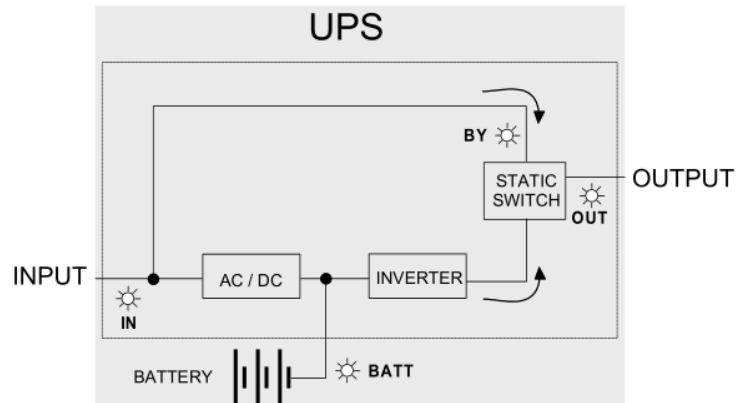 UPS
BY
STATIC
SWITCH
OUTPUT
OUT
INPUT
AC / DC
INVERTER
IN
BATTERY
BATT